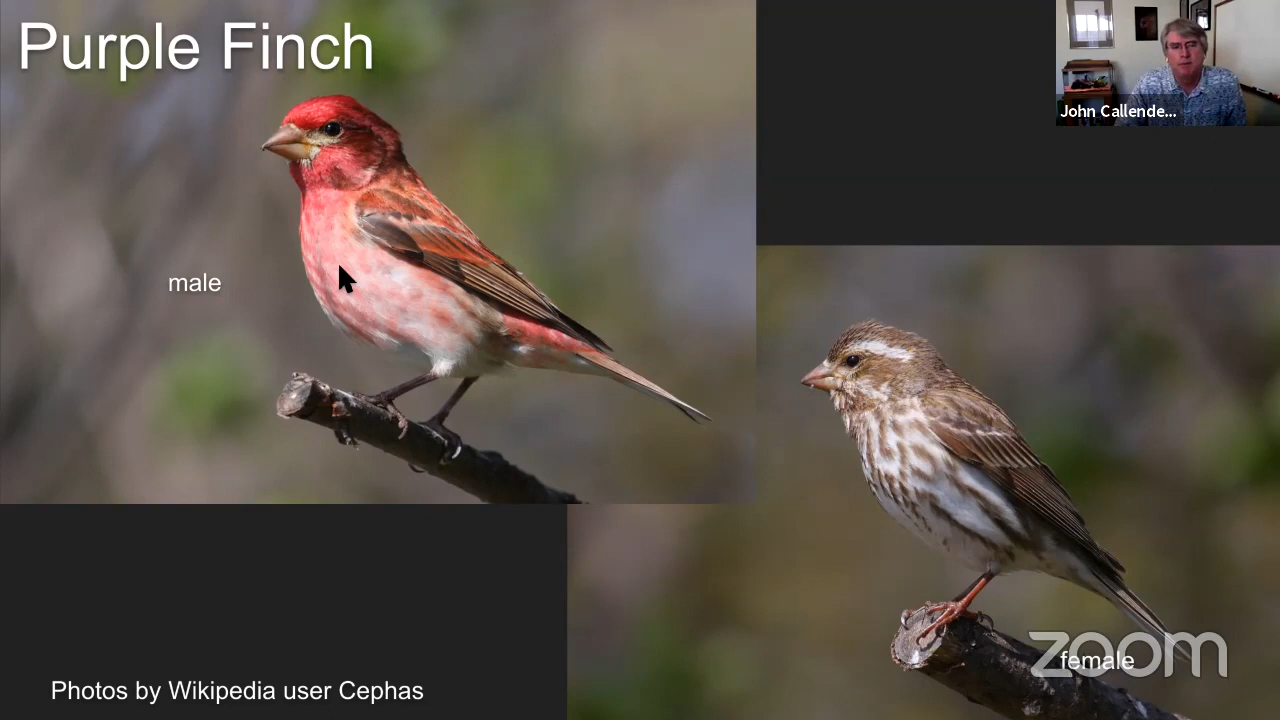 Purple Finch
John Callende...
male
zoom
female
Photos by Wikipedia user Cephas